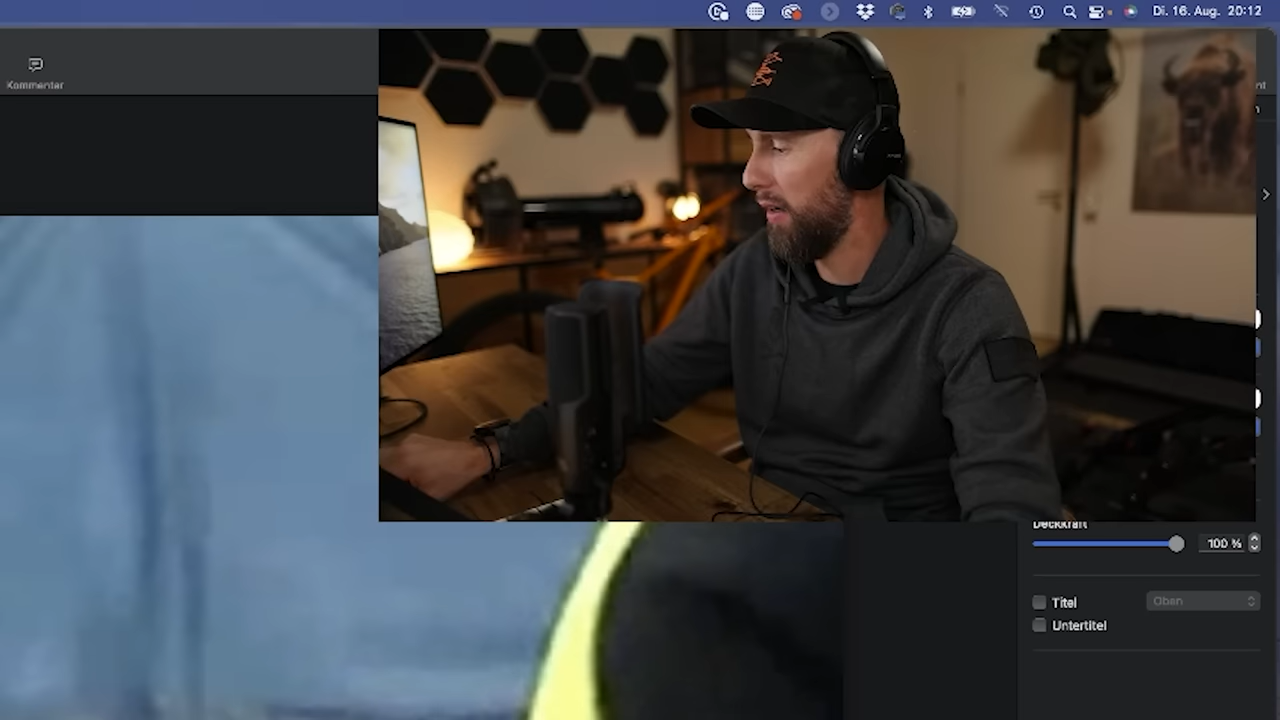 Di. 16. Aug. 20:12
Kommentar
Deckkraft
100 %
Titel
Oben
Untertitel